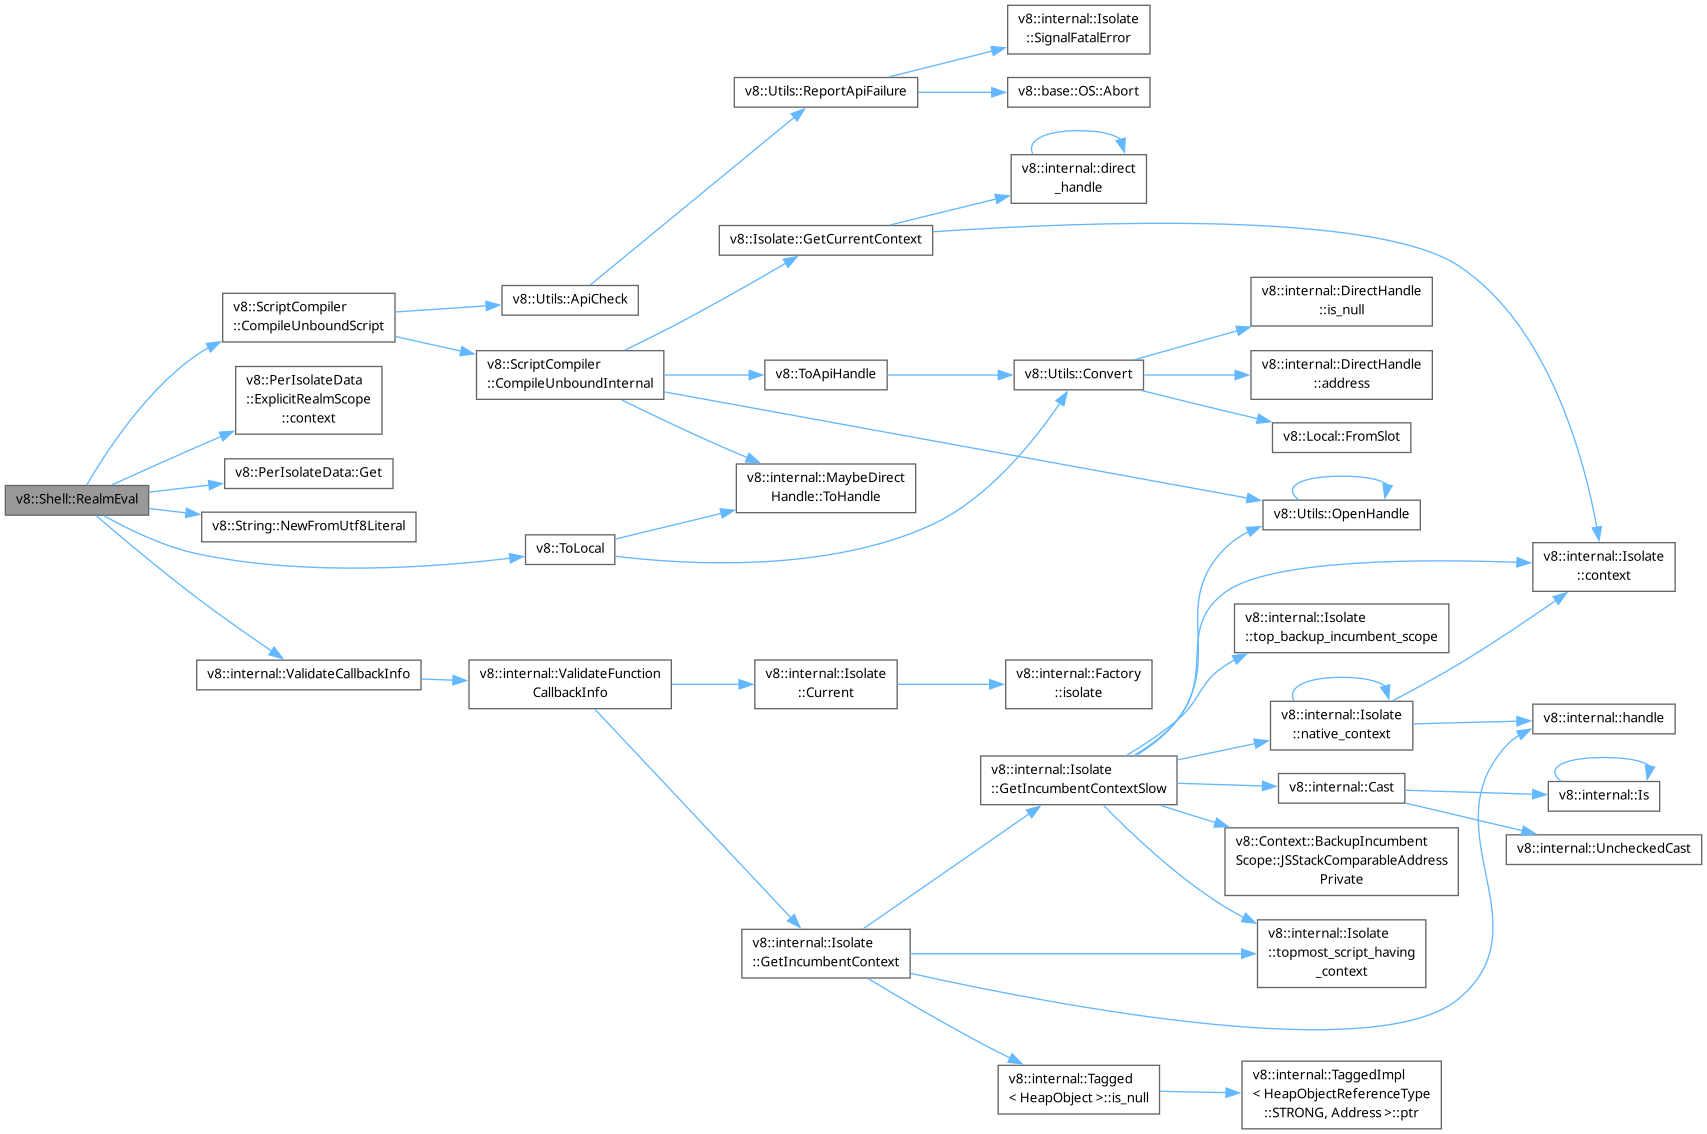 v8::internal::Isolate
::SignalFatalError
v8::Utils::ReportApiFailure
v8::base::OS::Abort
v8::internal::direct
_handle
v8::Isolate::GetCurrentContext
v8::ScriptCompiler
::CompileUnboundScript
v8::Utils::ApiCheck
v8::internal::DirectHandle
::is_null
v8::ScriptCompiler
::CompileUnboundInternal
v8::ToApiHandle
v8::Utils::Convert
v8::internal::DirectHandle
::address
v8::PerIsolateData
::ExplicitRealmScope
::context
v8::Local::FromSlot
v8::PerIsolateData::Get
v8::internal::MaybeDirect
Handle::ToHandle
v8::Shell::RealmEval
v8::String::NewFromUtf8Literal
v8::Utils::OpenHandle
v8::ToLocal
v8::internal::Isolate
::context
v8::internal::Isolate
::top_backup_incumbent_scope
v8::internal::ValidateCallbackInfo
v8::internal::ValidateFunction
CallbackInfo
v8::internal::Isolate
::Current
v8::internal::Factory
::isolate
v8::internal::Isolate
::native_context
v8::internal::handle
v8::internal::Isolate
::GetIncumbentContextSlow
v8::internal::Cast
v8::internal::Is
v8::Context::BackupIncumbent
Scope::JSStackComparableAddress
Private
v8::internal::UncheckedCast
v8::internal::Isolate
::GetIncumbentContext
v8::internal::Isolate
::topmost_script_having
_context
v8::internal::Tagged
< HeapObject >::is_null
v8::internal::TaggedImpl
< HeapObjectReferenceType
::STRONG, Address >::ptr